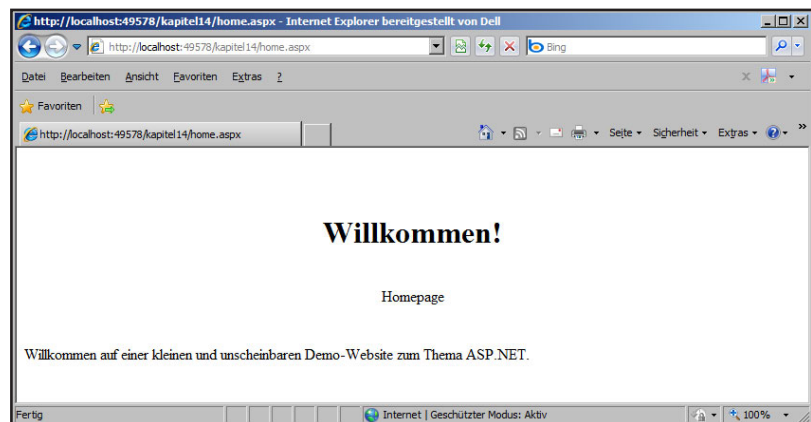 http://localhost:49578/kapitel14/home.aspx - Internet Explorer bereitgestellt von Dell
http://localhost:49578/kapitel14/home.aspx
Bing
Datei Bearbeiten Ansicht Favoriten Extras ?
Favoriten
http://localhost:49578/kapitel14/home.aspx
Seite Sicherheit Extras
Willkommen!
Homepage
Willkommen auf einer kleinen und unscheinbaren Demo-Website zum Thema ASP.NET.
Fertig
Internet | Geschützter Modus: Aktiv
100%